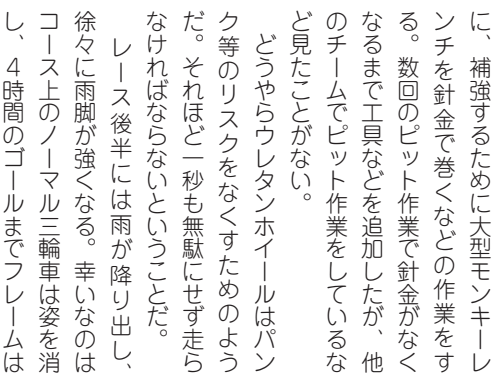 に、補強するために大型モンキーレ
ンチを針金で巻くなどの作業をす
る。数回のピット作業で針金がなく
なるまで工具などを追加したが、他
のチームでピット作業をしているな
ど見たことがない。
どうやらウレタンホイールはパン
ク等のリスクをなくすためのよう
だ。それほど一秒も無駄にせず走ら
なければならないということだ。
レース後半には雨が降り出し、
徐々に雨脚が強くなる。幸いなのは
コース上のノーマル三輪車は姿を消
し、4時間のゴールまでフレームは